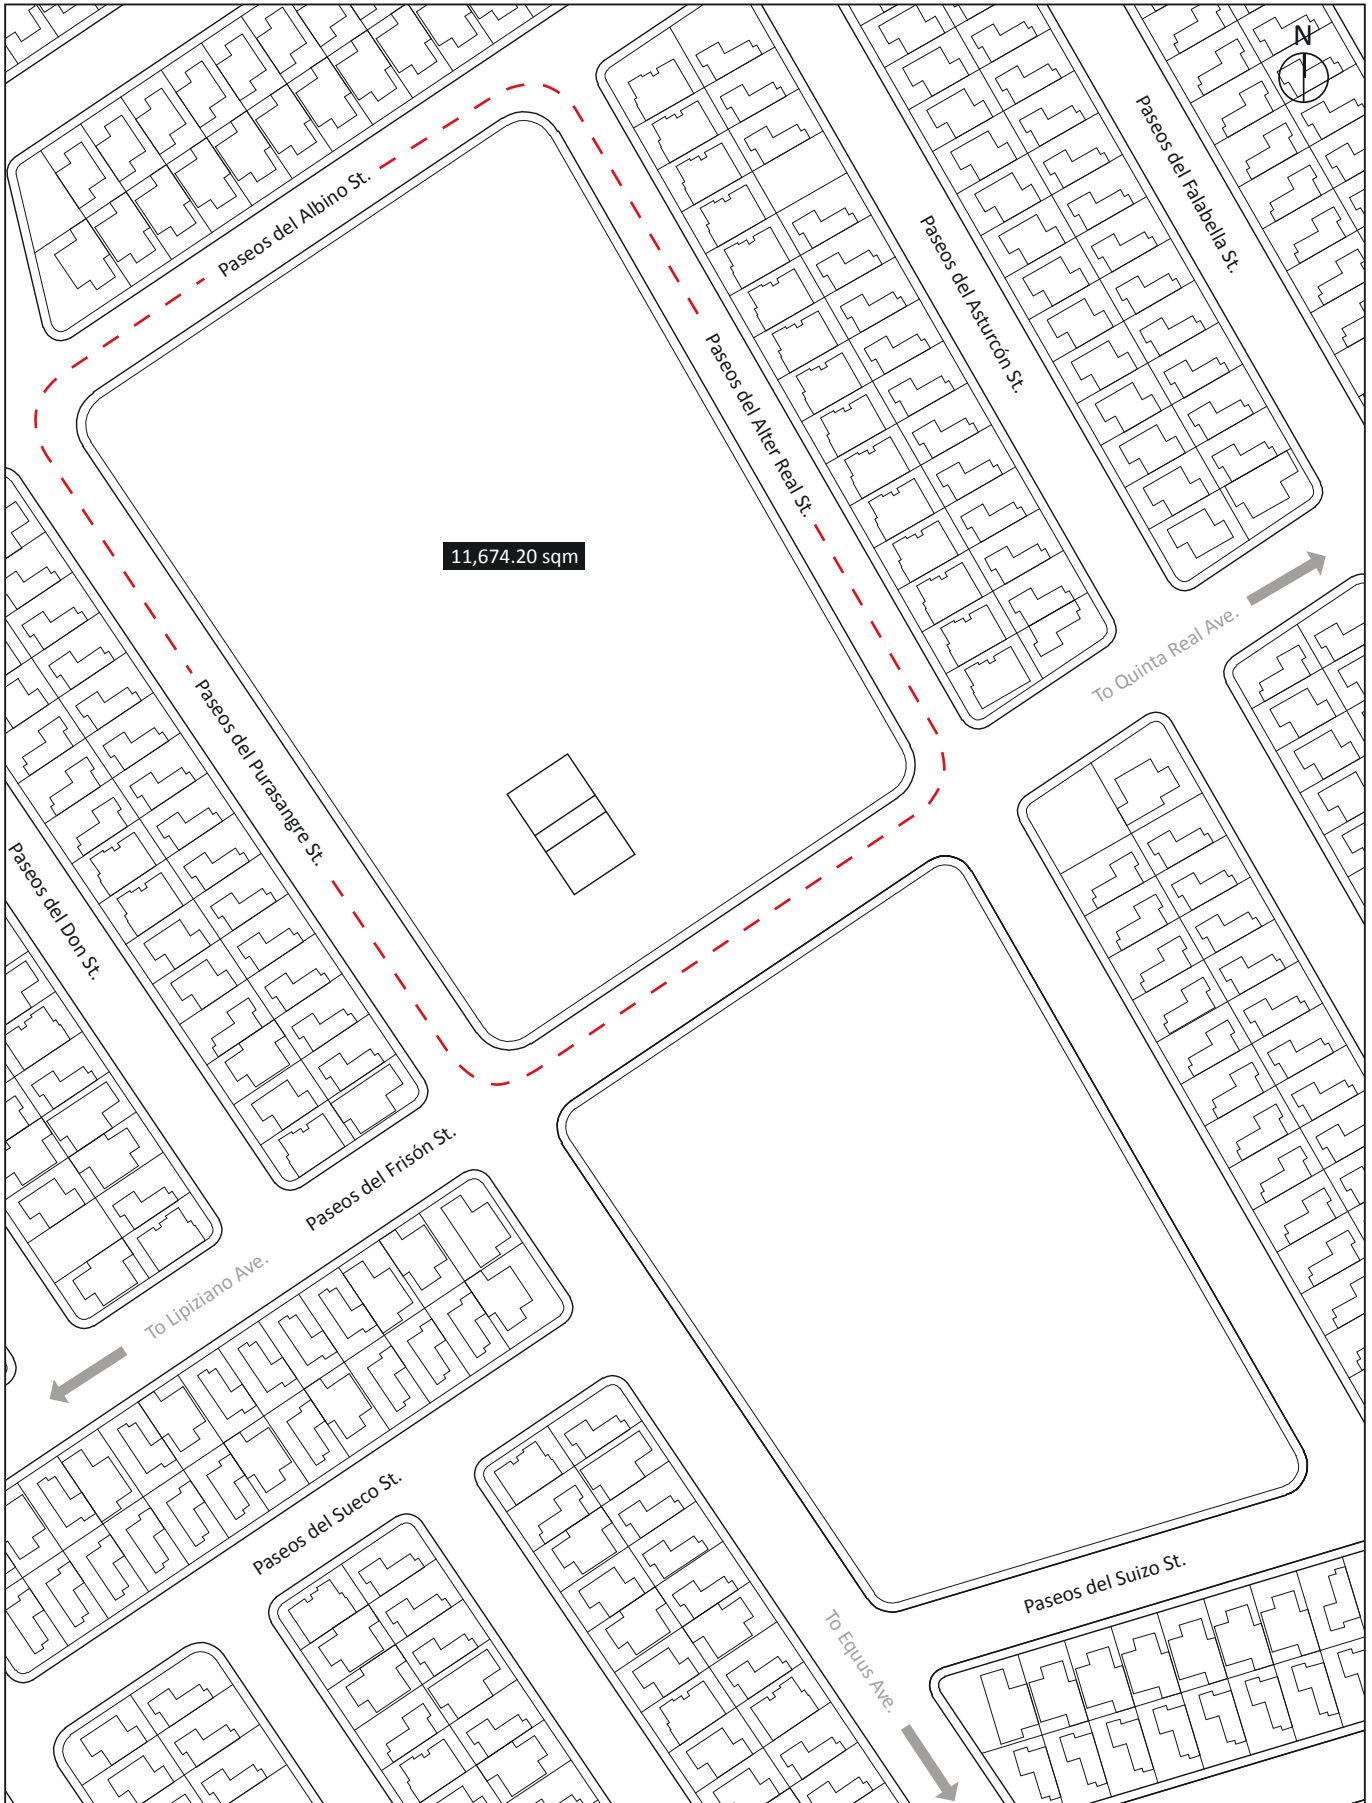 N
Paseos del Falabella St.
Paseos del Albino St.
Paseos del Asturcón St.
Paseos del Alter Real St.
11,674.20 sqm
To Quinta Real Ave.
Paseos del Purasangre St.
Paseos del Don St.
Paseos del Frisón St.
To Lipiziano Ave.
Paseos del Sueco St.
Paseos del Suizo St.
To Equus Ave.